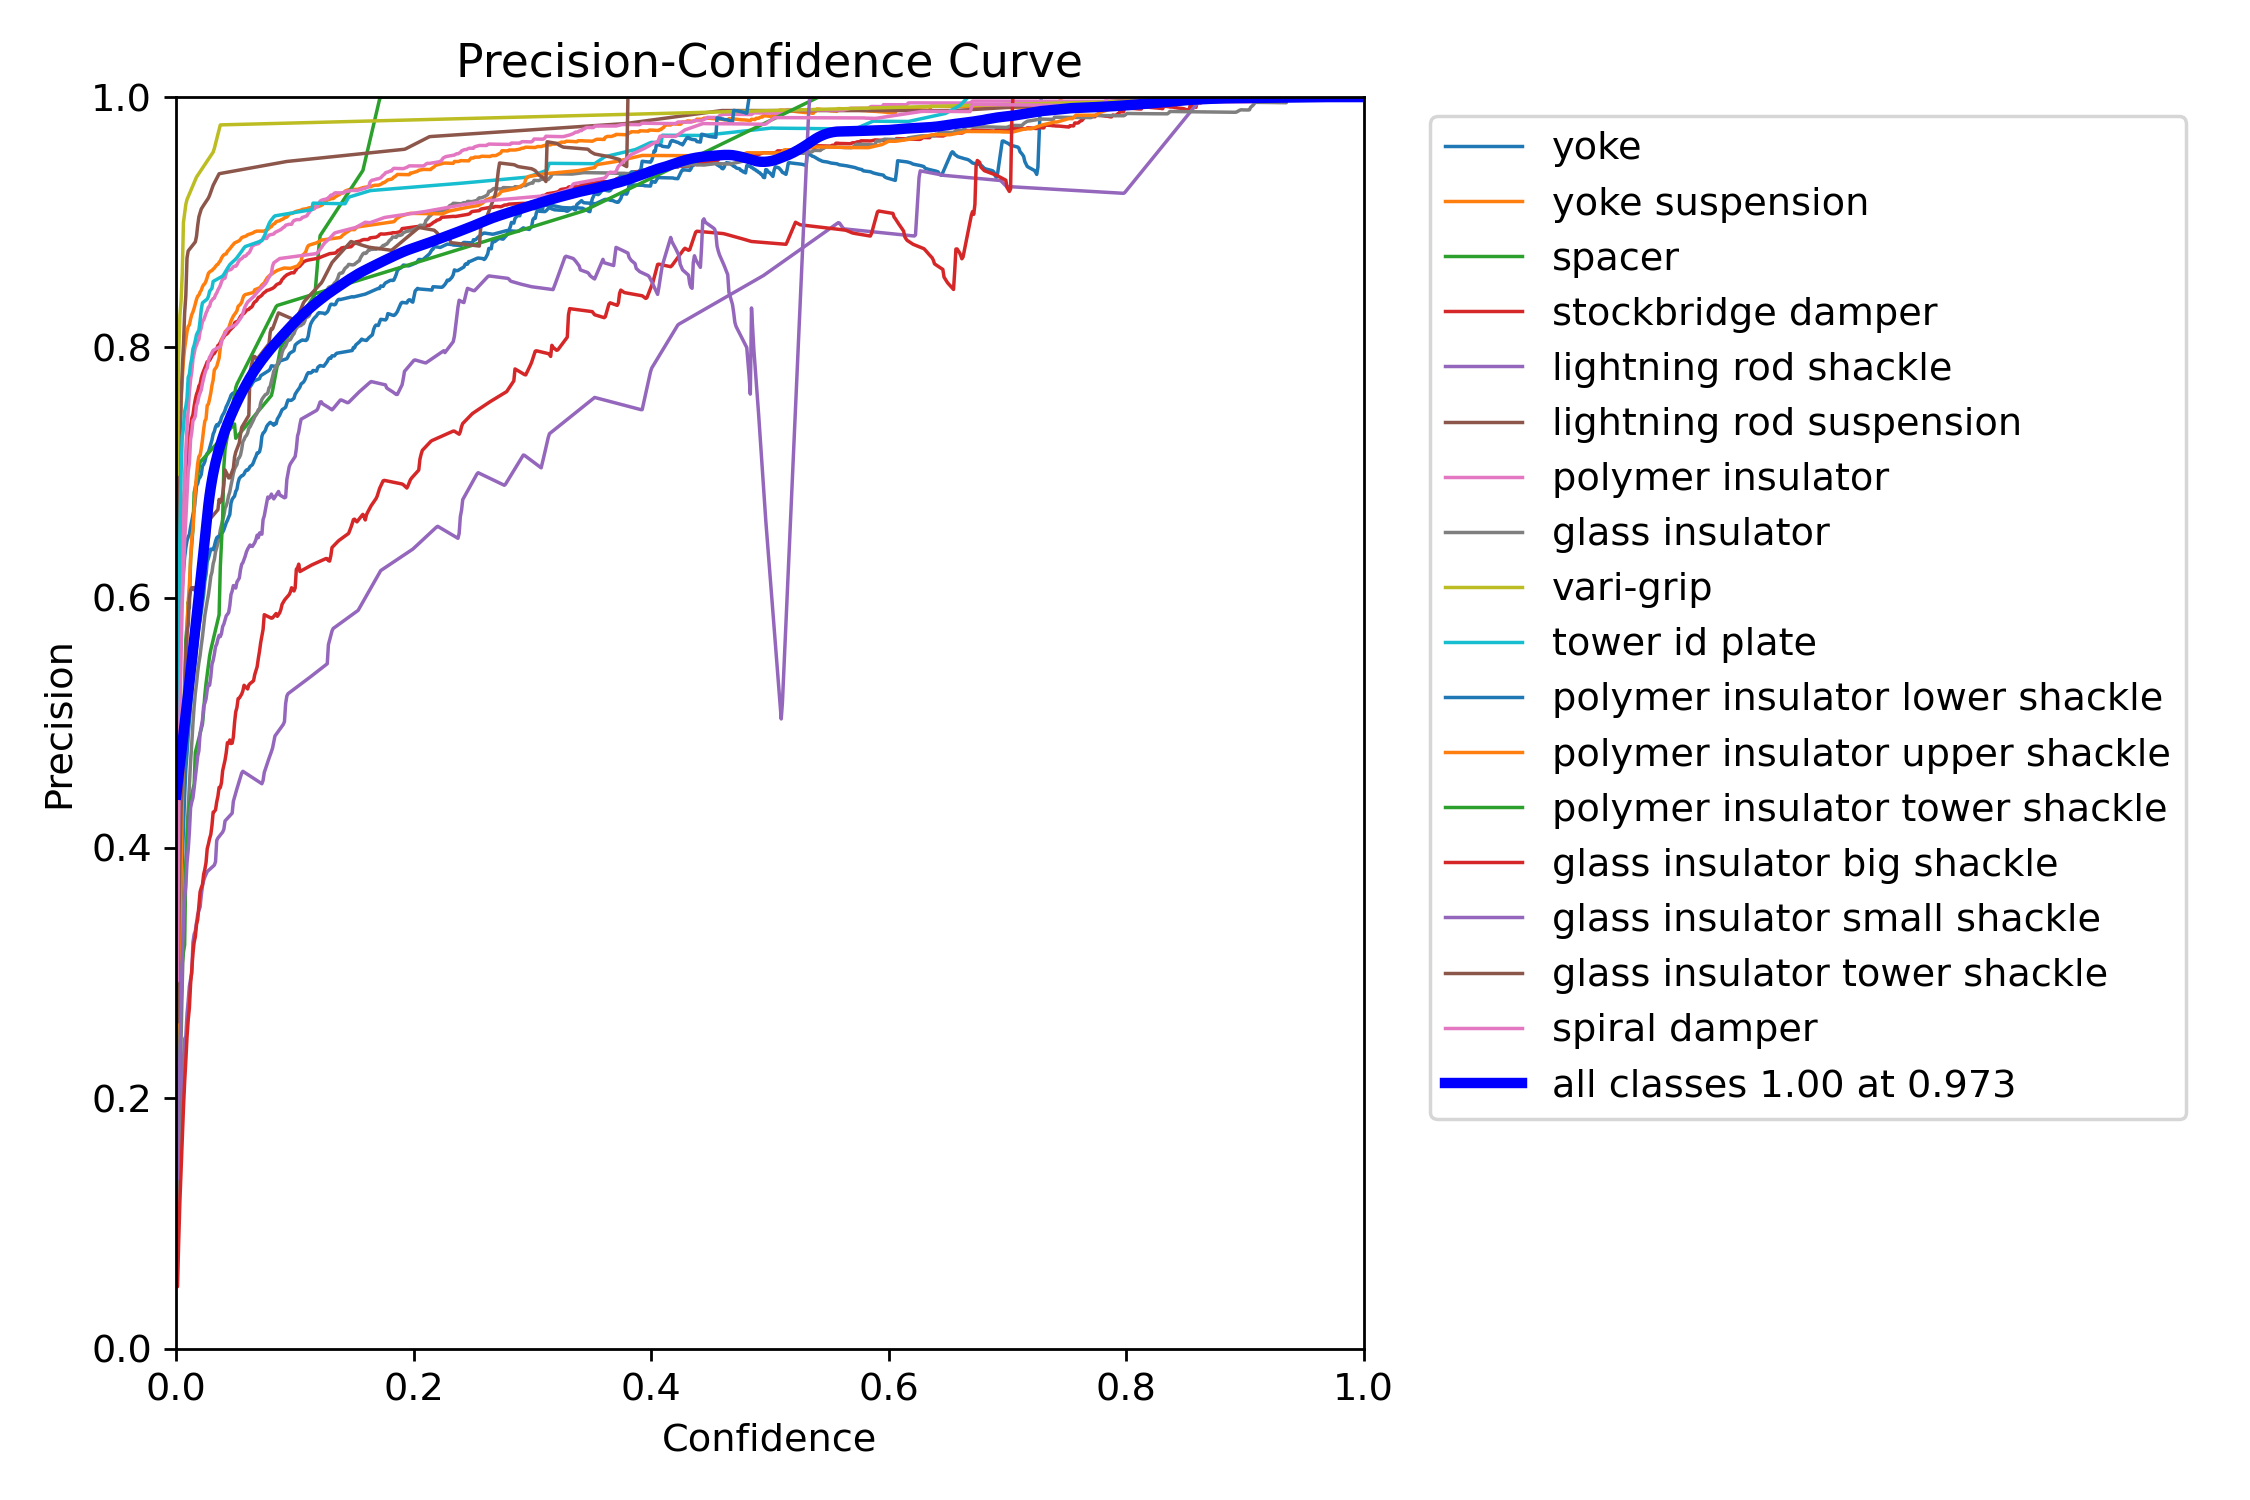 Precision-Confidence Curve
1.0
0.8
0.6
0.4
0.2
0.0
Precision
0.0 0.2 0.4 0.6 0.8 1.0
Confidence
yoke
yoke suspension
spacer
stockbridge damper
lightning rod shackle
lightning rod suspension
polymer insulator
glass insulator
vari-grip
tower id plate
polymer insulator lower shackle
polymer insulator upper shackle
polymer insulator tower shackle
glass insulator big shackle
glass insulator small shackle
glass insulator tower shackle
spiral damper
all classes 1.00 at 0.973